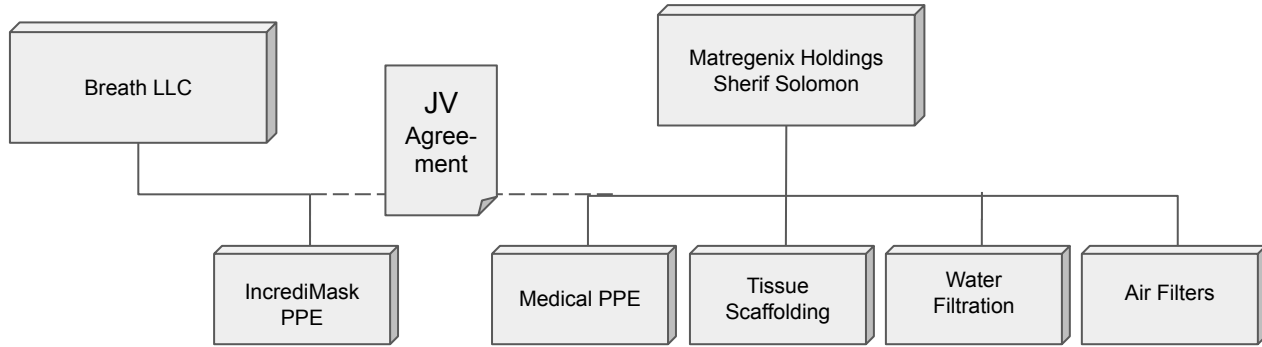 Breath LLC
Matregenix Holdings
Sherif Solomon
JV
Agree-
ment
IncrediMask
PPE
Medical PPE
Tissue
Scaffolding
Water
Filtration
Air Filters